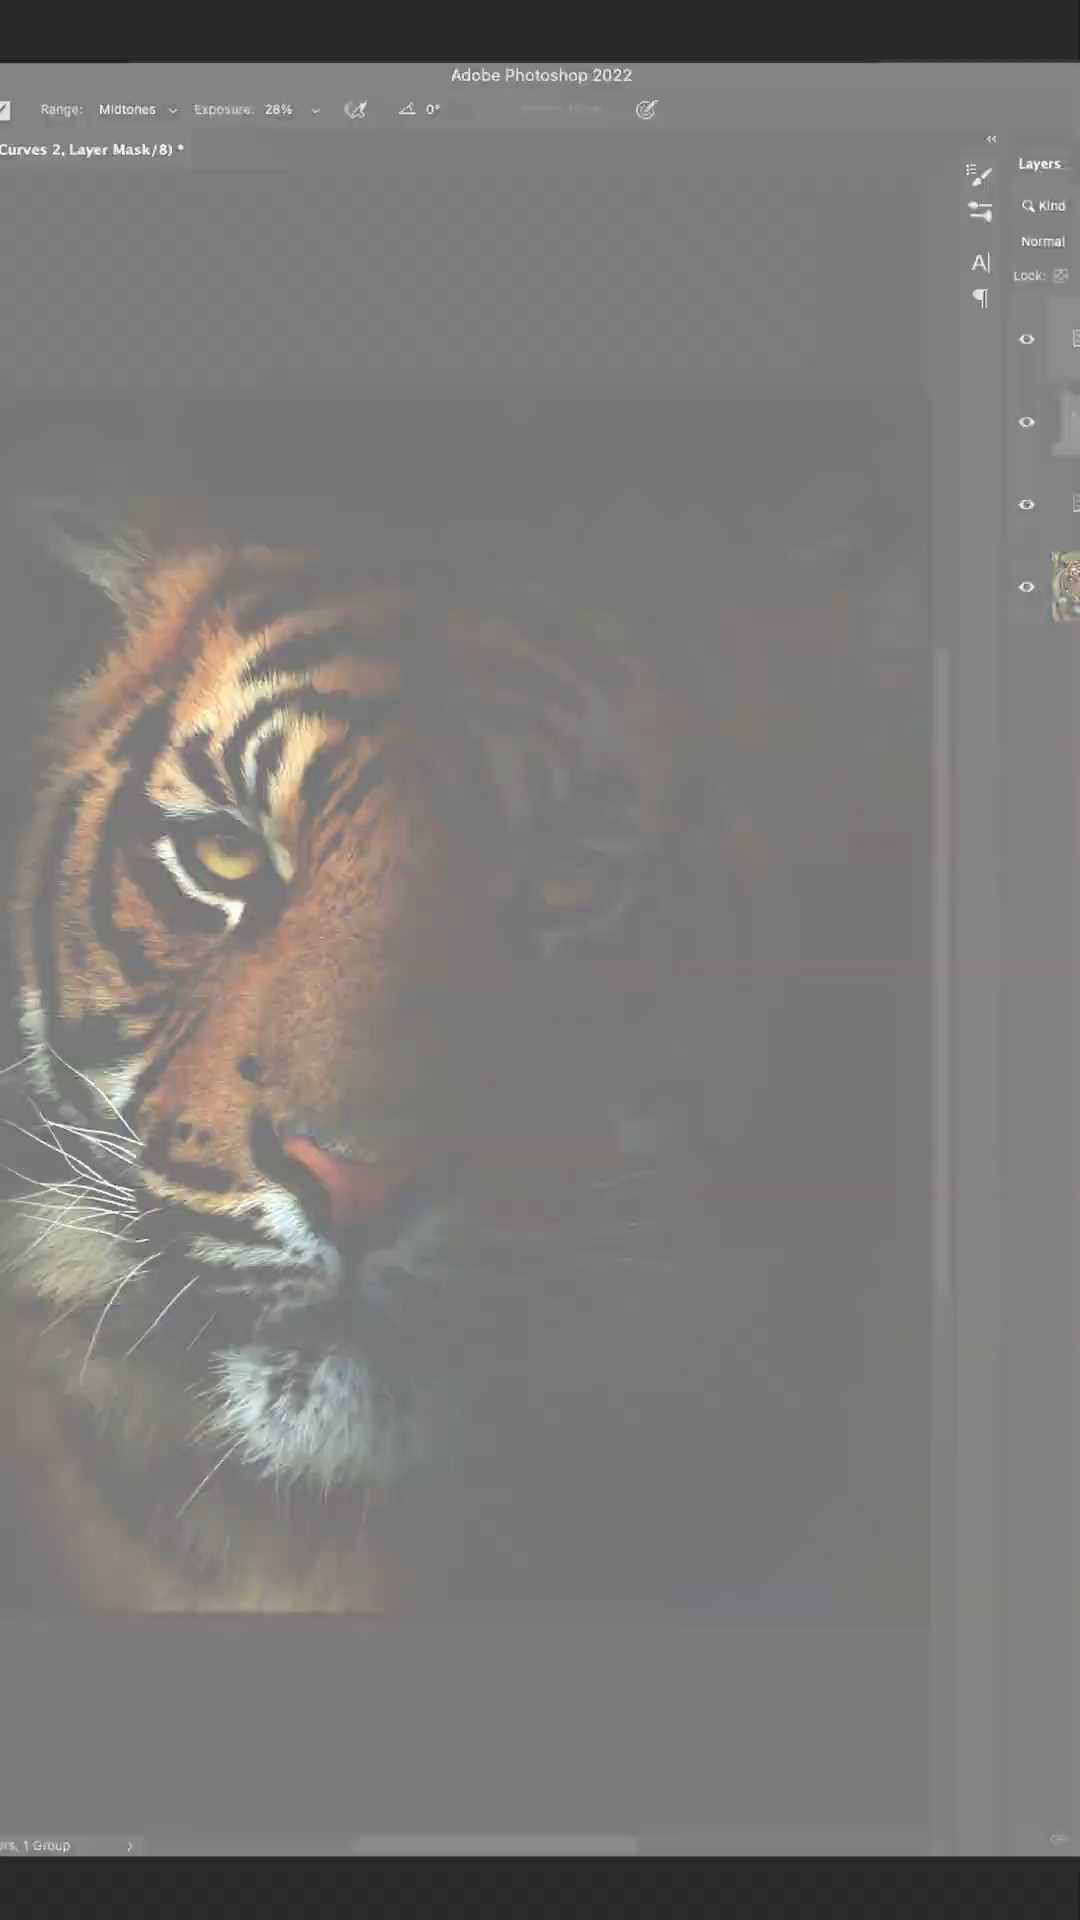 Adobe Photoshop 2022
Range: Midtones Exposure: 28% 0°
Curves 2, Layer Mask/8) *
Layers
Kind
Normal
Lock:
A
¶
1 Group